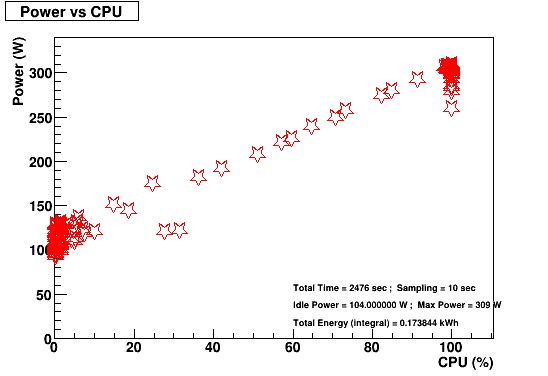 Power vs CPU
Power (W)
300
250
200
150
100
50
0
0 20 40 60 80 100
CPU (%)
Total Time = 2476 sec ; Sampling = 10 sec
Idle Power = 104.000000 W ; Max Power = 309 W
Total Energy (integral) = 0.173844 kWh